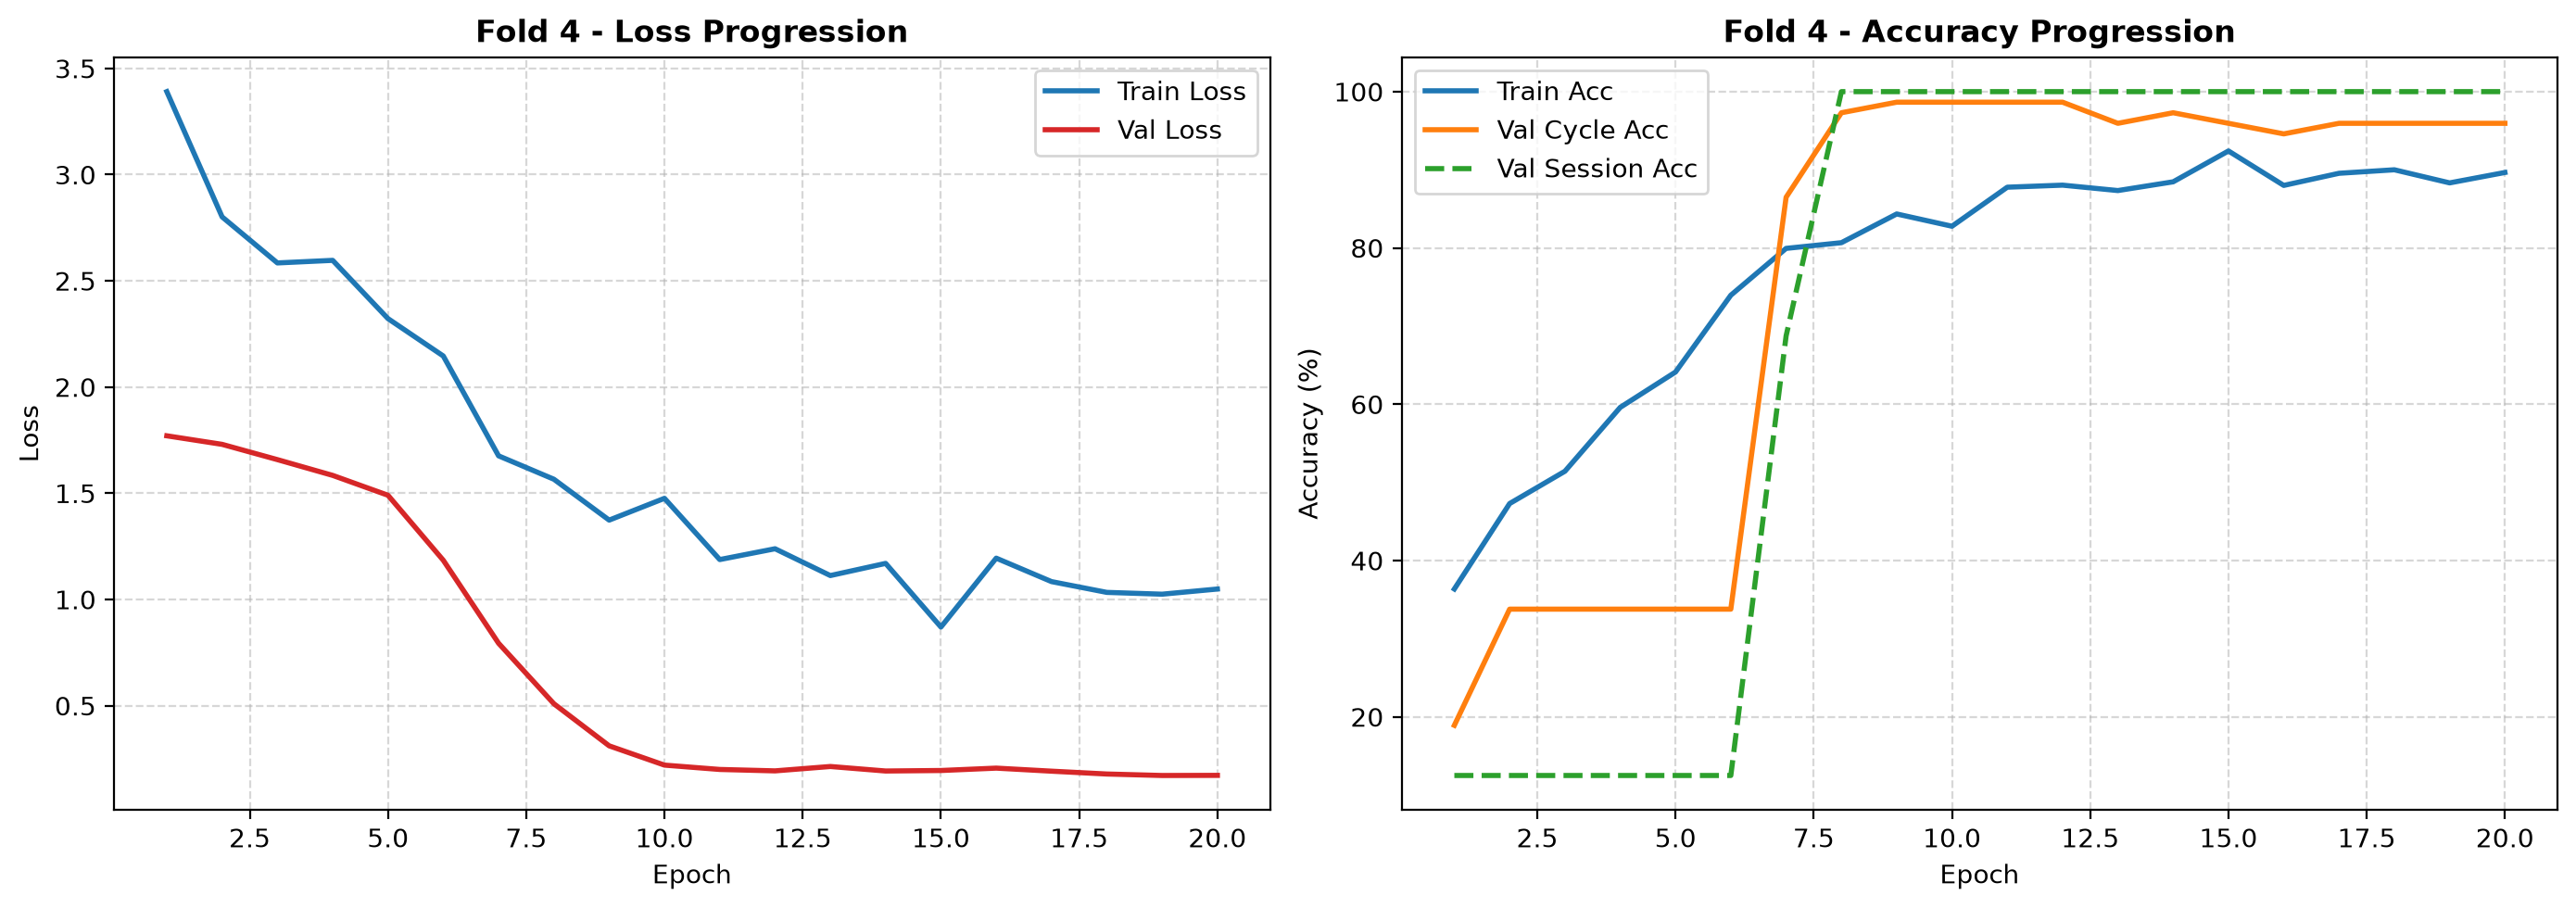 Fold 4 - Loss Progression
3.5
3.0
2.5
2.0
1.5
1.0
0.5
Loss
Train Loss
Val Loss
2.5 5.0 7.5 10.0 12.5 15.0 17.5 20.0
Epoch
Fold 4 - Accuracy Progression
100
80
60
40
20
Accuracy (%)
Train Acc
Val Cycle Acc
Val Session Acc
2.5 5.0 7.5 10.0 12.5 15.0 17.5 20.0
Epoch